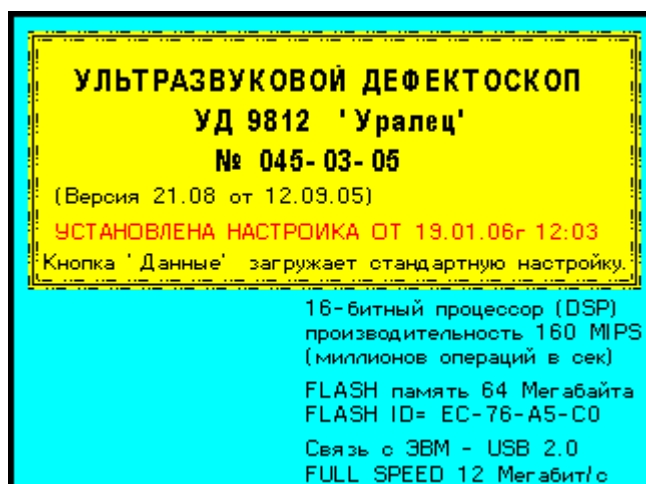 УЛЬТРАЗВУКОВОЙ ДЕФЕКТОСКОП
УД 9812 'Уралец'
№ 045-03-05
(Версия 21.08 от 12.09.05)
УСТАНОВЛЕНА НАСТРОЙКА ОТ 19.01.06г 12:03
Кнопка 'Данные' загружает стандартную настройку.
16-битный процессор (DSP)
производительность 160 MIPS
(миллионов операций в сек)
FLASH память 64 Мегабайта
FLASH ID= EC-76-A5-C0
Связь с ЭВМ - USB 2.0
FULL SPEED 12 Мегабит/с